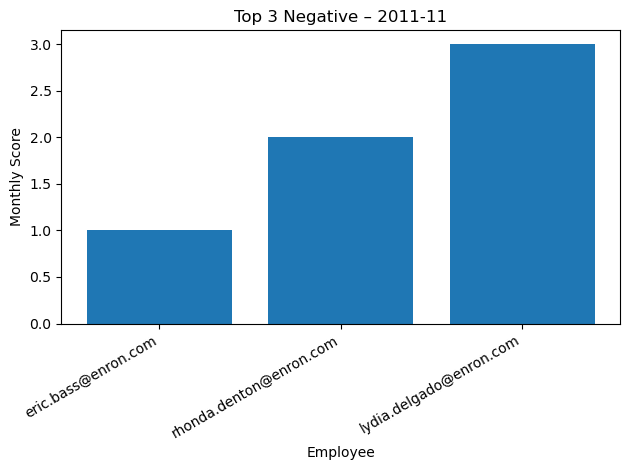 Top 3 Negative – 2011-11
Monthly Score
3.0
2.5
2.0
1.5
1.0
0.5
0.0
eric.bass@enron.com
rhonda.denton@enron.com
lydia.delgado@enron.com
Employee